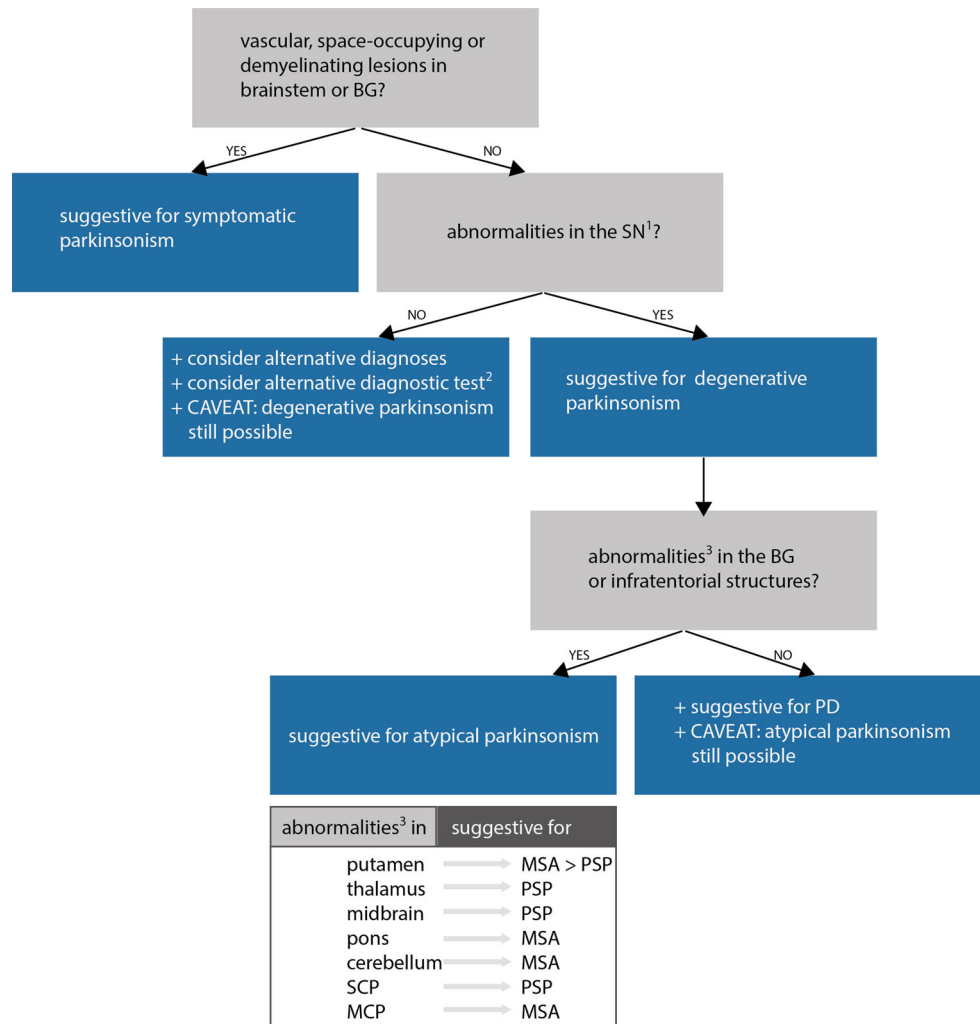 vascular, space-occupying or
demyelinating lesions in
brainstem or BG?
YES
NO
suggestive for symptomatic
parkinsonism
abnormalities in the SN¹?
NO
YES
+ consider alternative diagnoses
+ consider alternative diagnostic test²
+ CAVEAT: degenerative parkinsonism
still possible
suggestive for degenerative
parkinsonism
abnormalities³ in the BG
or infratentorial structures?
YES
NO
suggestive for atypical parkinsonism
+ suggestive for PD
+ CAVEAT: atypical parkinsonism
still possible
abnormalities³ in suggestive for
putamen MSA > PSP
thalamus PSP
midbrain PSP
pons MSA
cerebellum MSA
SCP PSP
MCP MSA